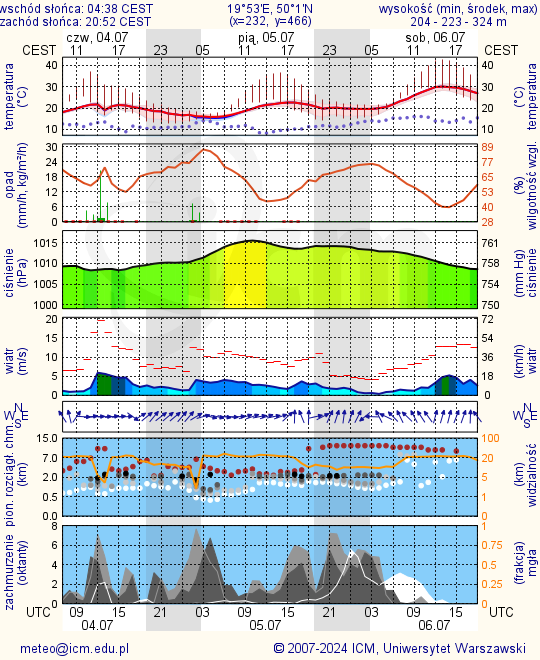 wschód słońca: 04:38 CEST 19°53'E, 50°1'N wysokość (min, środek, max)
zachód słońca: 20:52 CEST (x=232, y=466) 204 - 223 - 324 m
czw, 04.07 pią, 05.07 sob, 06.07
CEST 11 17 23 05 11 17 23 05 11 17 CEST
temperatura (°C) 40 30 20 10 40 30 20 10 (°C) temperatura
opad (mm/h, kg/m²/h) 30 24 18 12 6 0 89 77 65 53 40 28 (%) wilgotność wzgl.
ciśnienie (hPa) 1015 1010 1005 1000 761 758 754 750 (mm Hg) ciśnienie
wiatr (m/s) 20 15 10 5 0 72 54 36 18 0 (km/h) wiatr
N W E S N W E S
pion. rozciągł. chm. (km) 15.0 7.0 2.0 0.5 0.0 100 20 5 1 0 (km) widzialność
zachmurzenie (oktanty) 8 6 4 2 0 1 0.75 0.5 0.25 0 (frakcja) mgła
UTC 09 15 21 03 09 15 21 03 09 15 UTC
04.07 05.07 06.07
meteo@icm.edu.pl © 2007-2024 ICM, Uniwersytet Warszawski